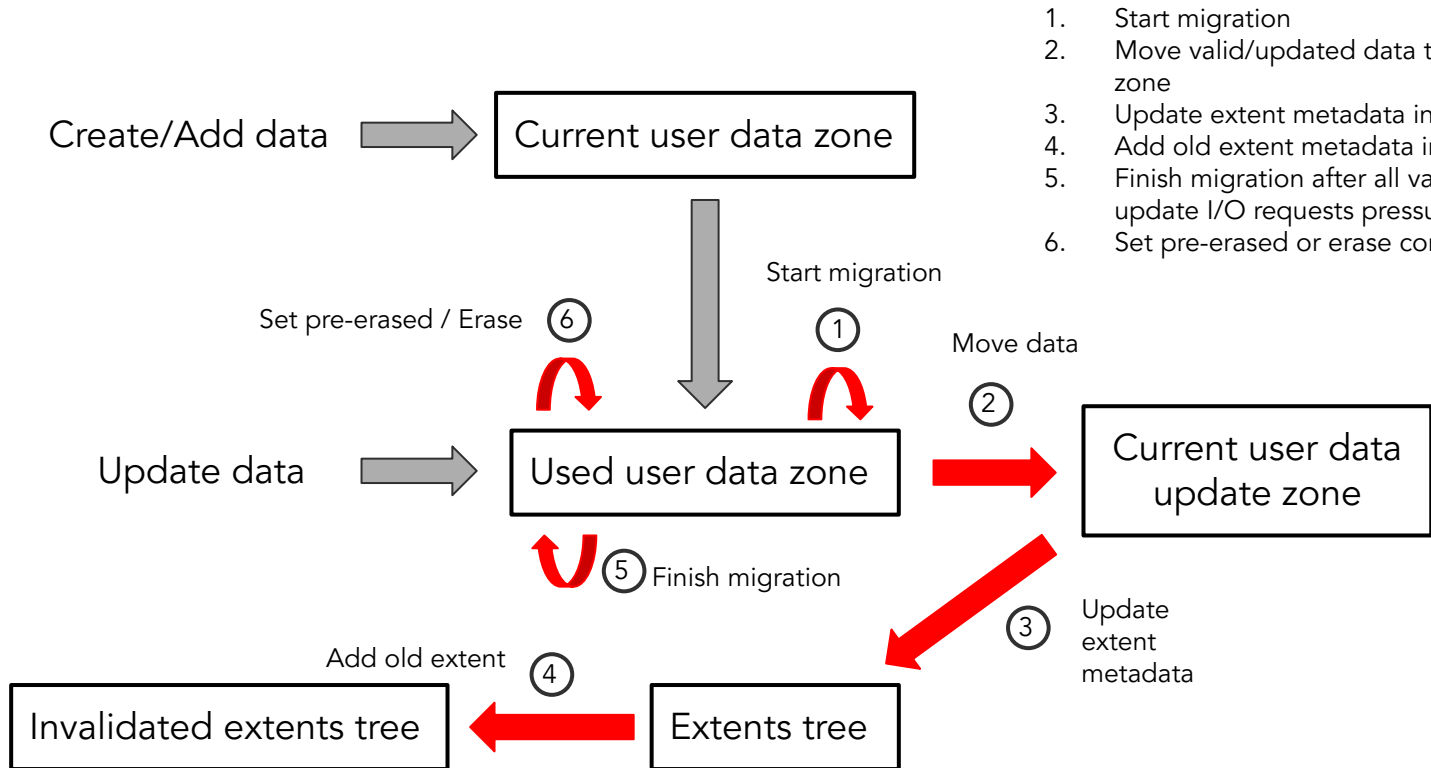 1. Start migration
2. Move valid/updated data
zone
3. Update extent metadata in
4. Add old extent metadata
5. Finish migration after all
update I/O requests
6. Set pre-erased or erase
Create/Add data
Current user data zone
Start migration
Set pre-erased / Erase
6
1
Move data
2
Update data
Used user data zone
Current user data
update zone
5
Finish migration
3
Update
extent
metadata
Add old extent
4
Invalidated extents tree
Extents tree